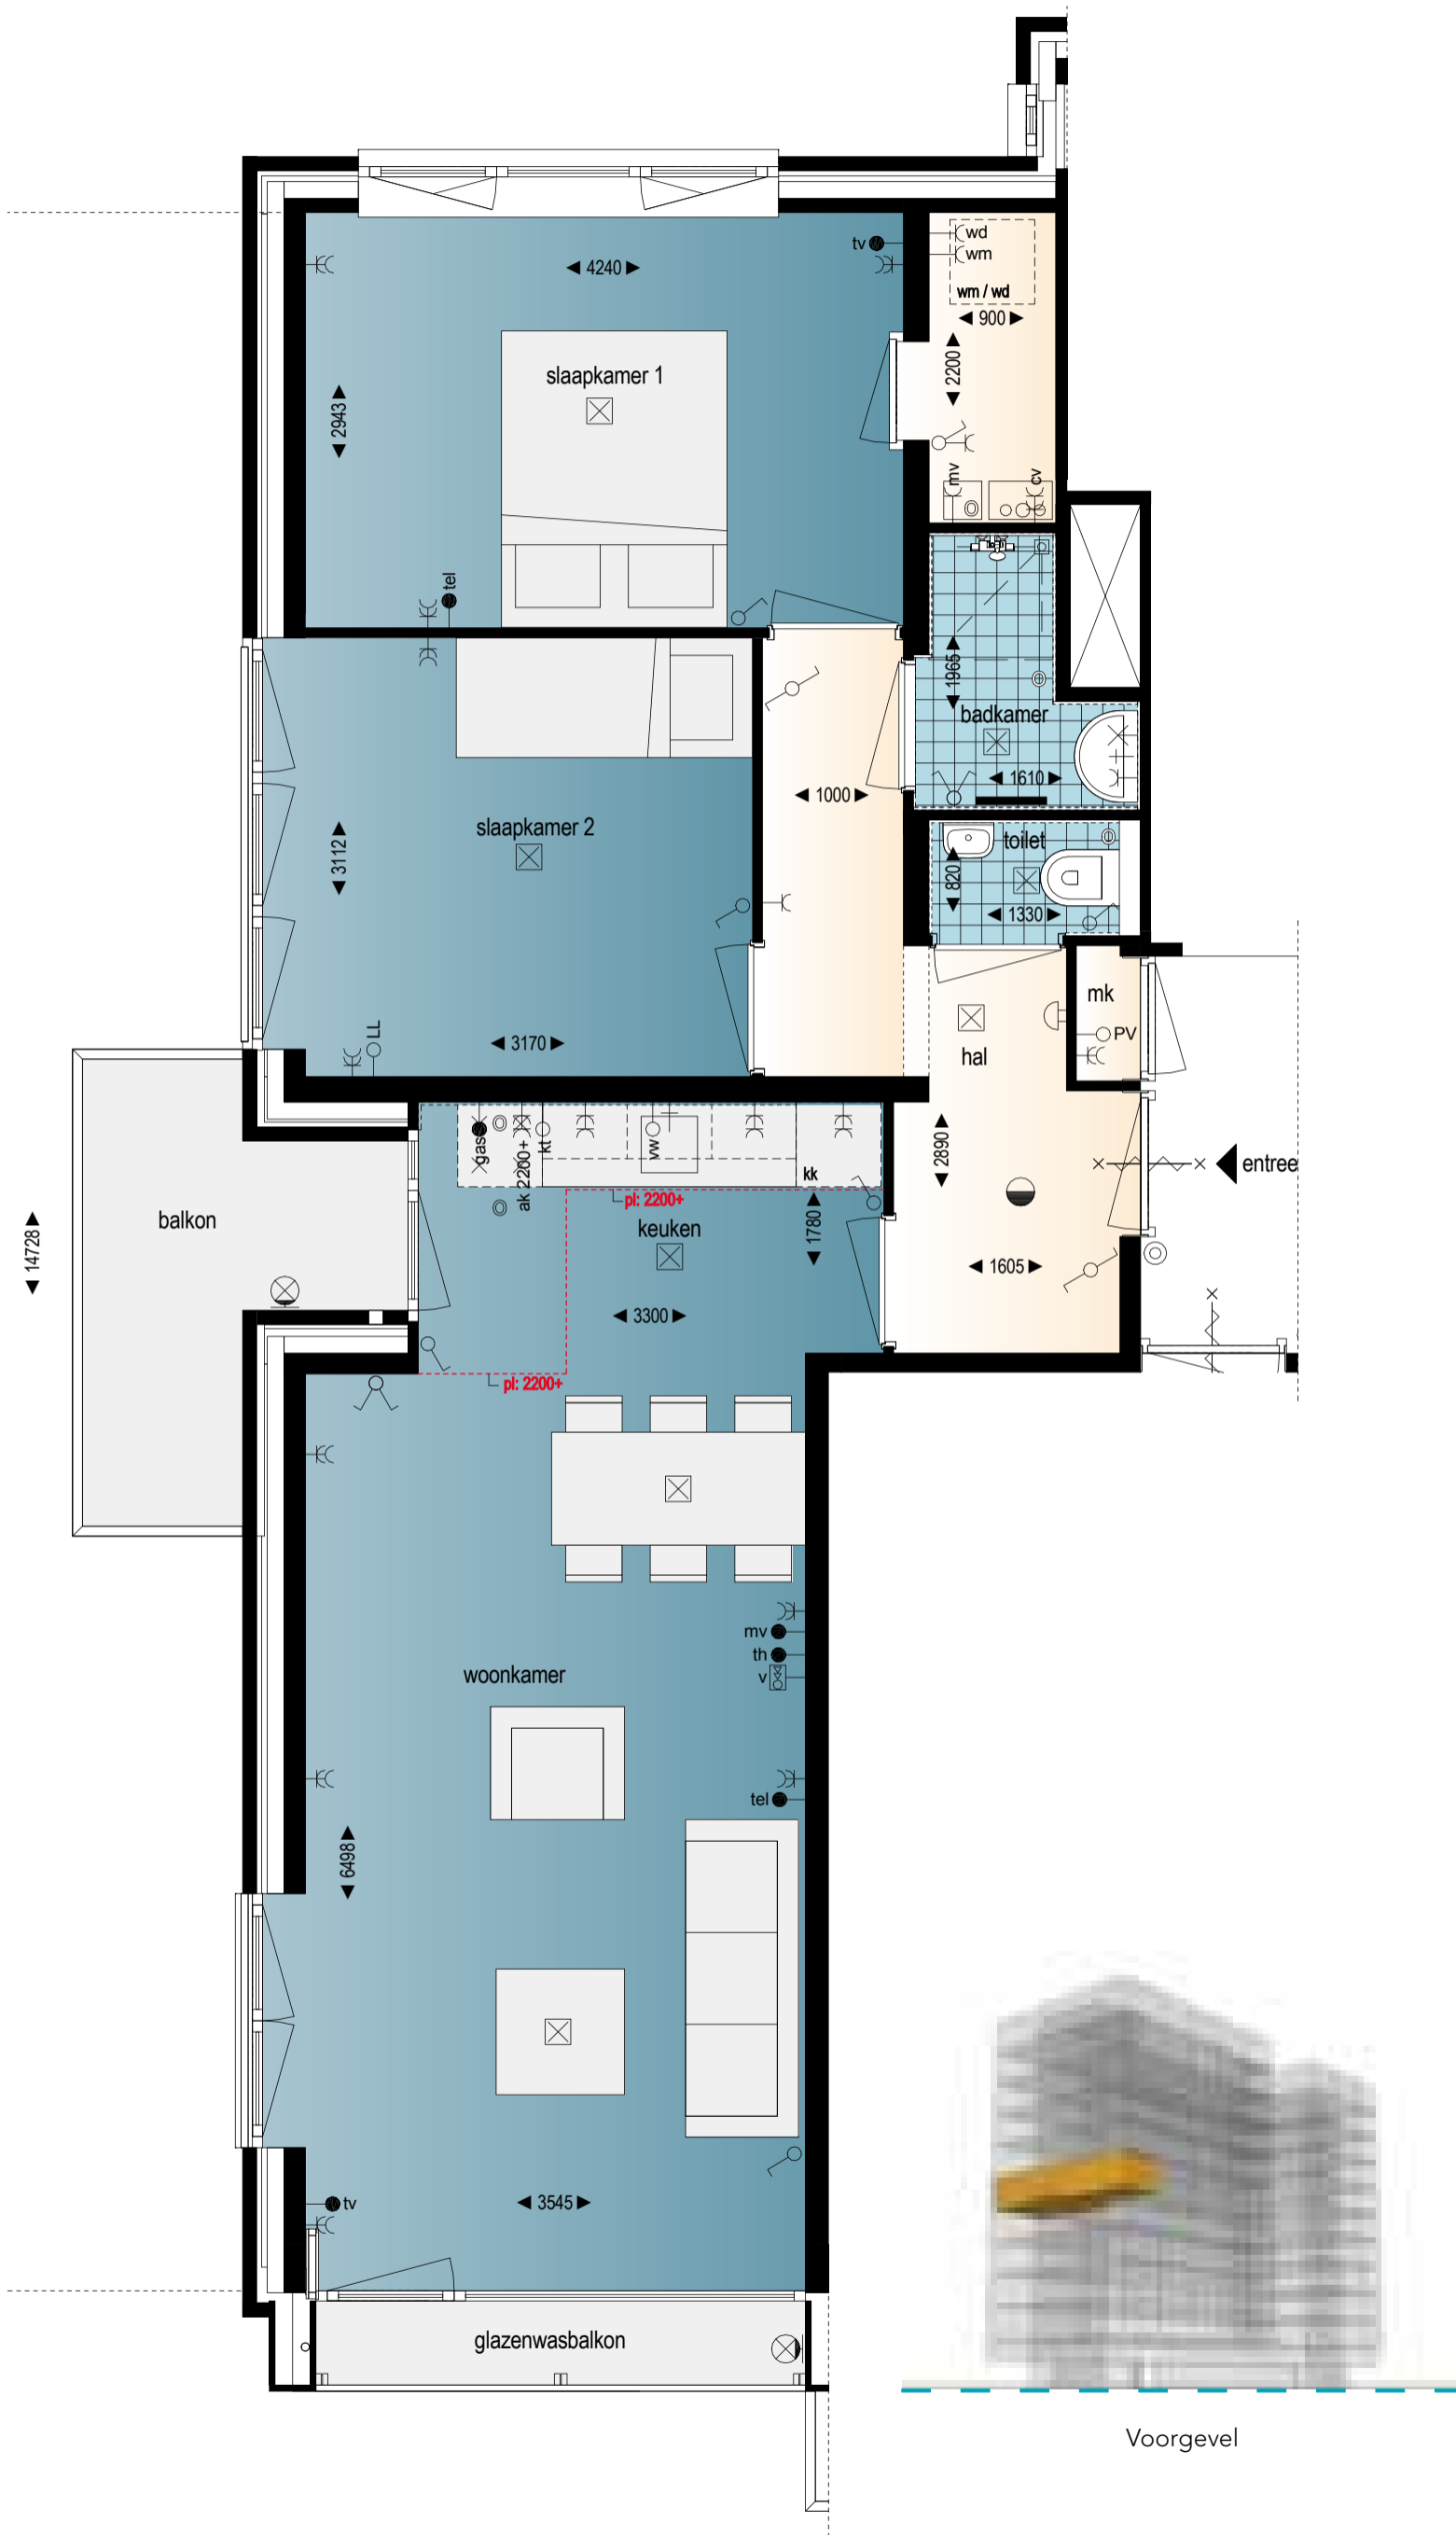 tv
wd
wm
wm / wd
4240
900
2200
slaapkamer 1
2943
mv
cv
tel
1965
badkamer
1610
1000
slaapkamer 2
3112
toilet
820
1330
LL
3170
mk
PV
hal
gas
ak 2200+
kt
vw
kk
2890
entree
pl: 2200+
balkon
keuken
1780
14728
1605
3300
pl: 2200+
mv
th
v
woonkamer
tel
6498
tv
3545
glazenwasbalkon
Voorgevel